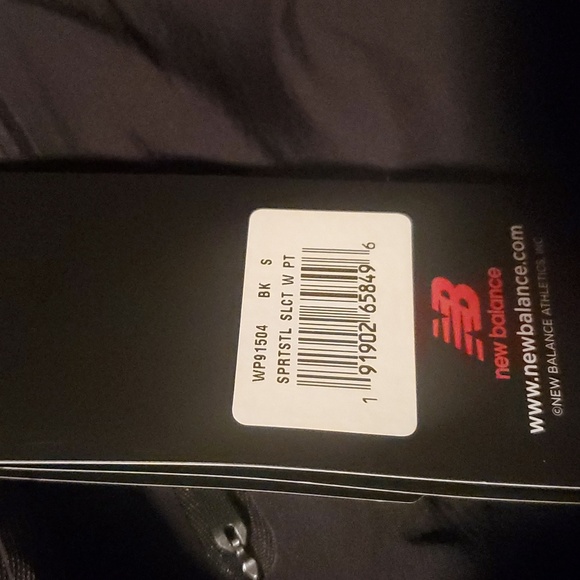 WP91504 BK S
SPRTSTL SLCT W PT
1 91902 65849 6
new balance
www.newbalance.com
©NEW BALANCE ATHLETICS, INC